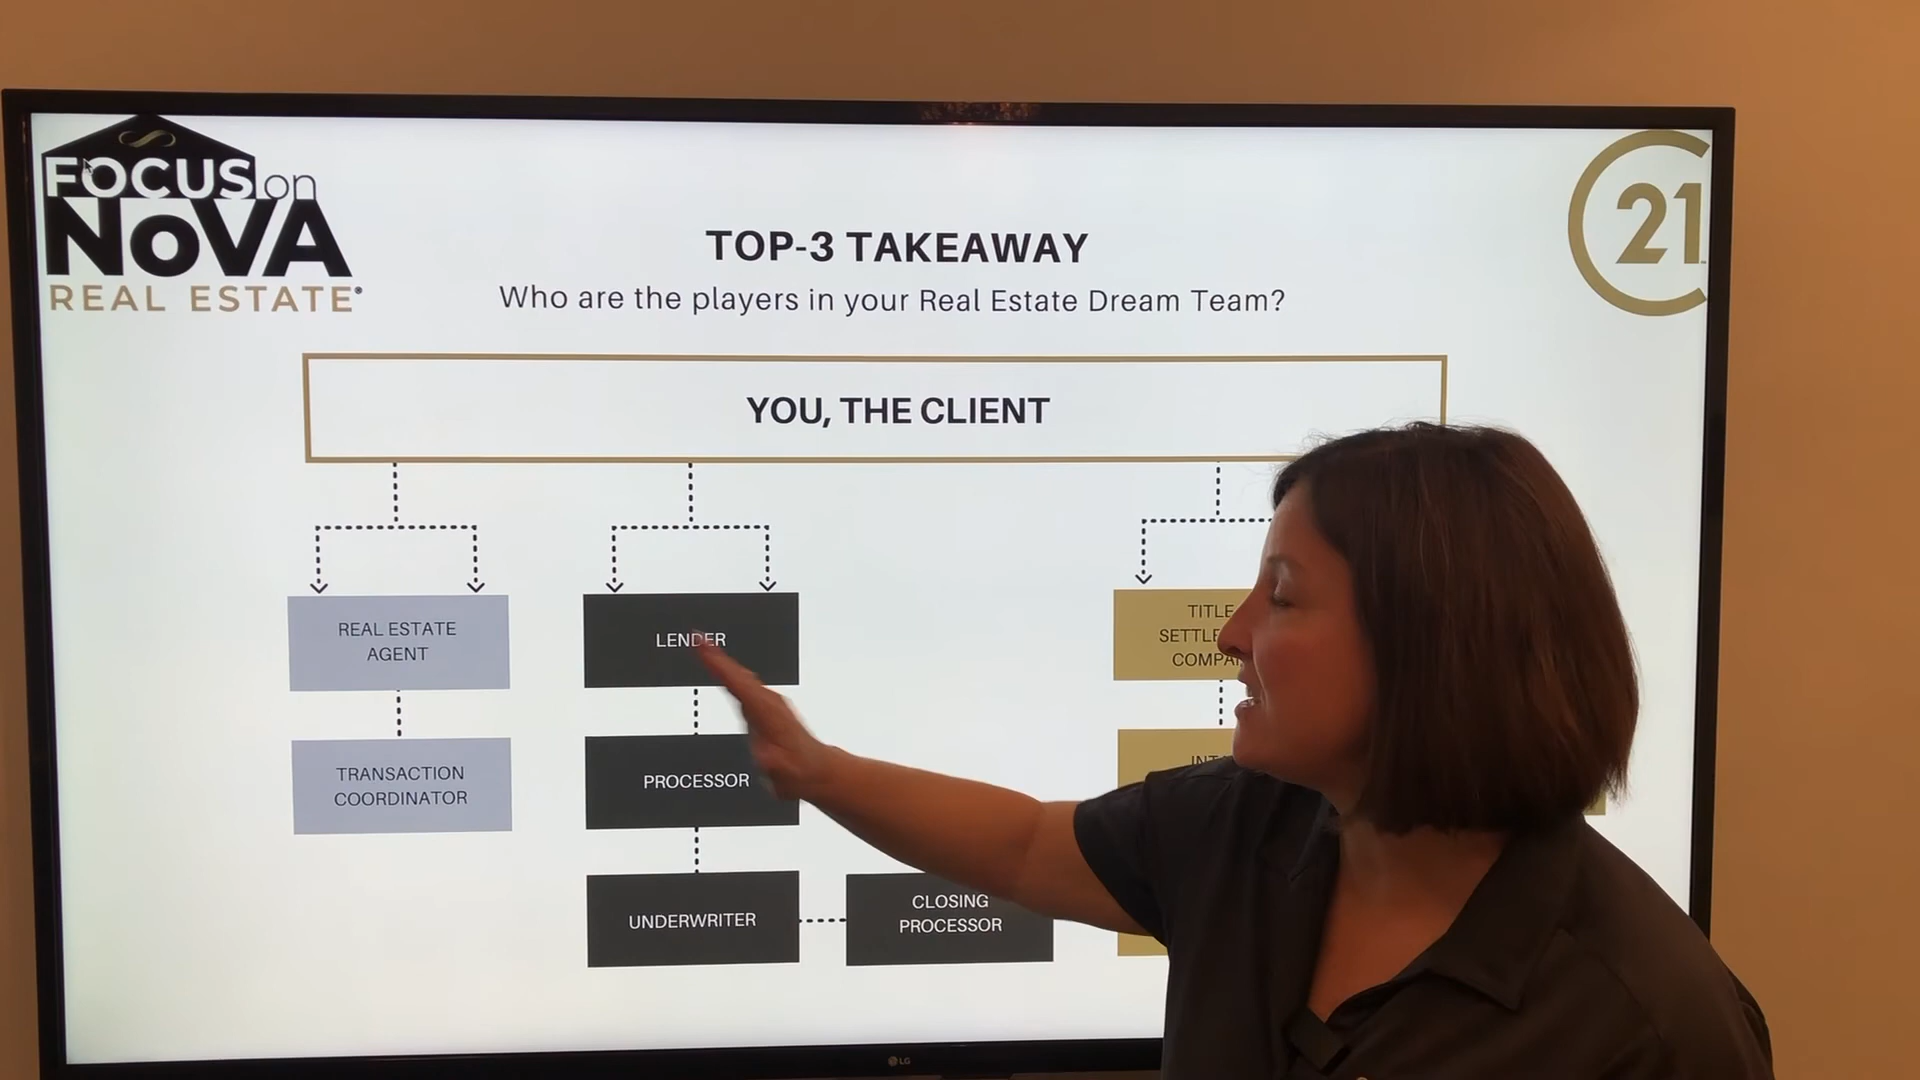 FOCUS on
NoVA
REAL ESTATE®
C21
TOP-3 TAKEAWAY
Who are the players in your Real Estate Dream Team?
YOU, THE CLIENT
REAL ESTATE
AGENT
TRANSACTION
COORDINATOR
LENDER
PROCESSOR
UNDERWRITER
CLOSING
PROCESSOR
TITLE
LG